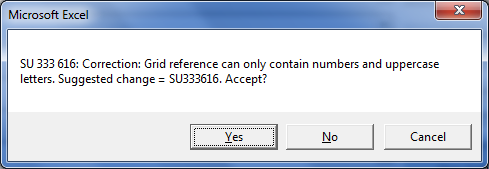 Microsoft Excel
SU 333 616: Correction: Grid reference can only contain numbers and uppercase
letters. Suggested change = SU333616. Accept?
Yes No Cancel